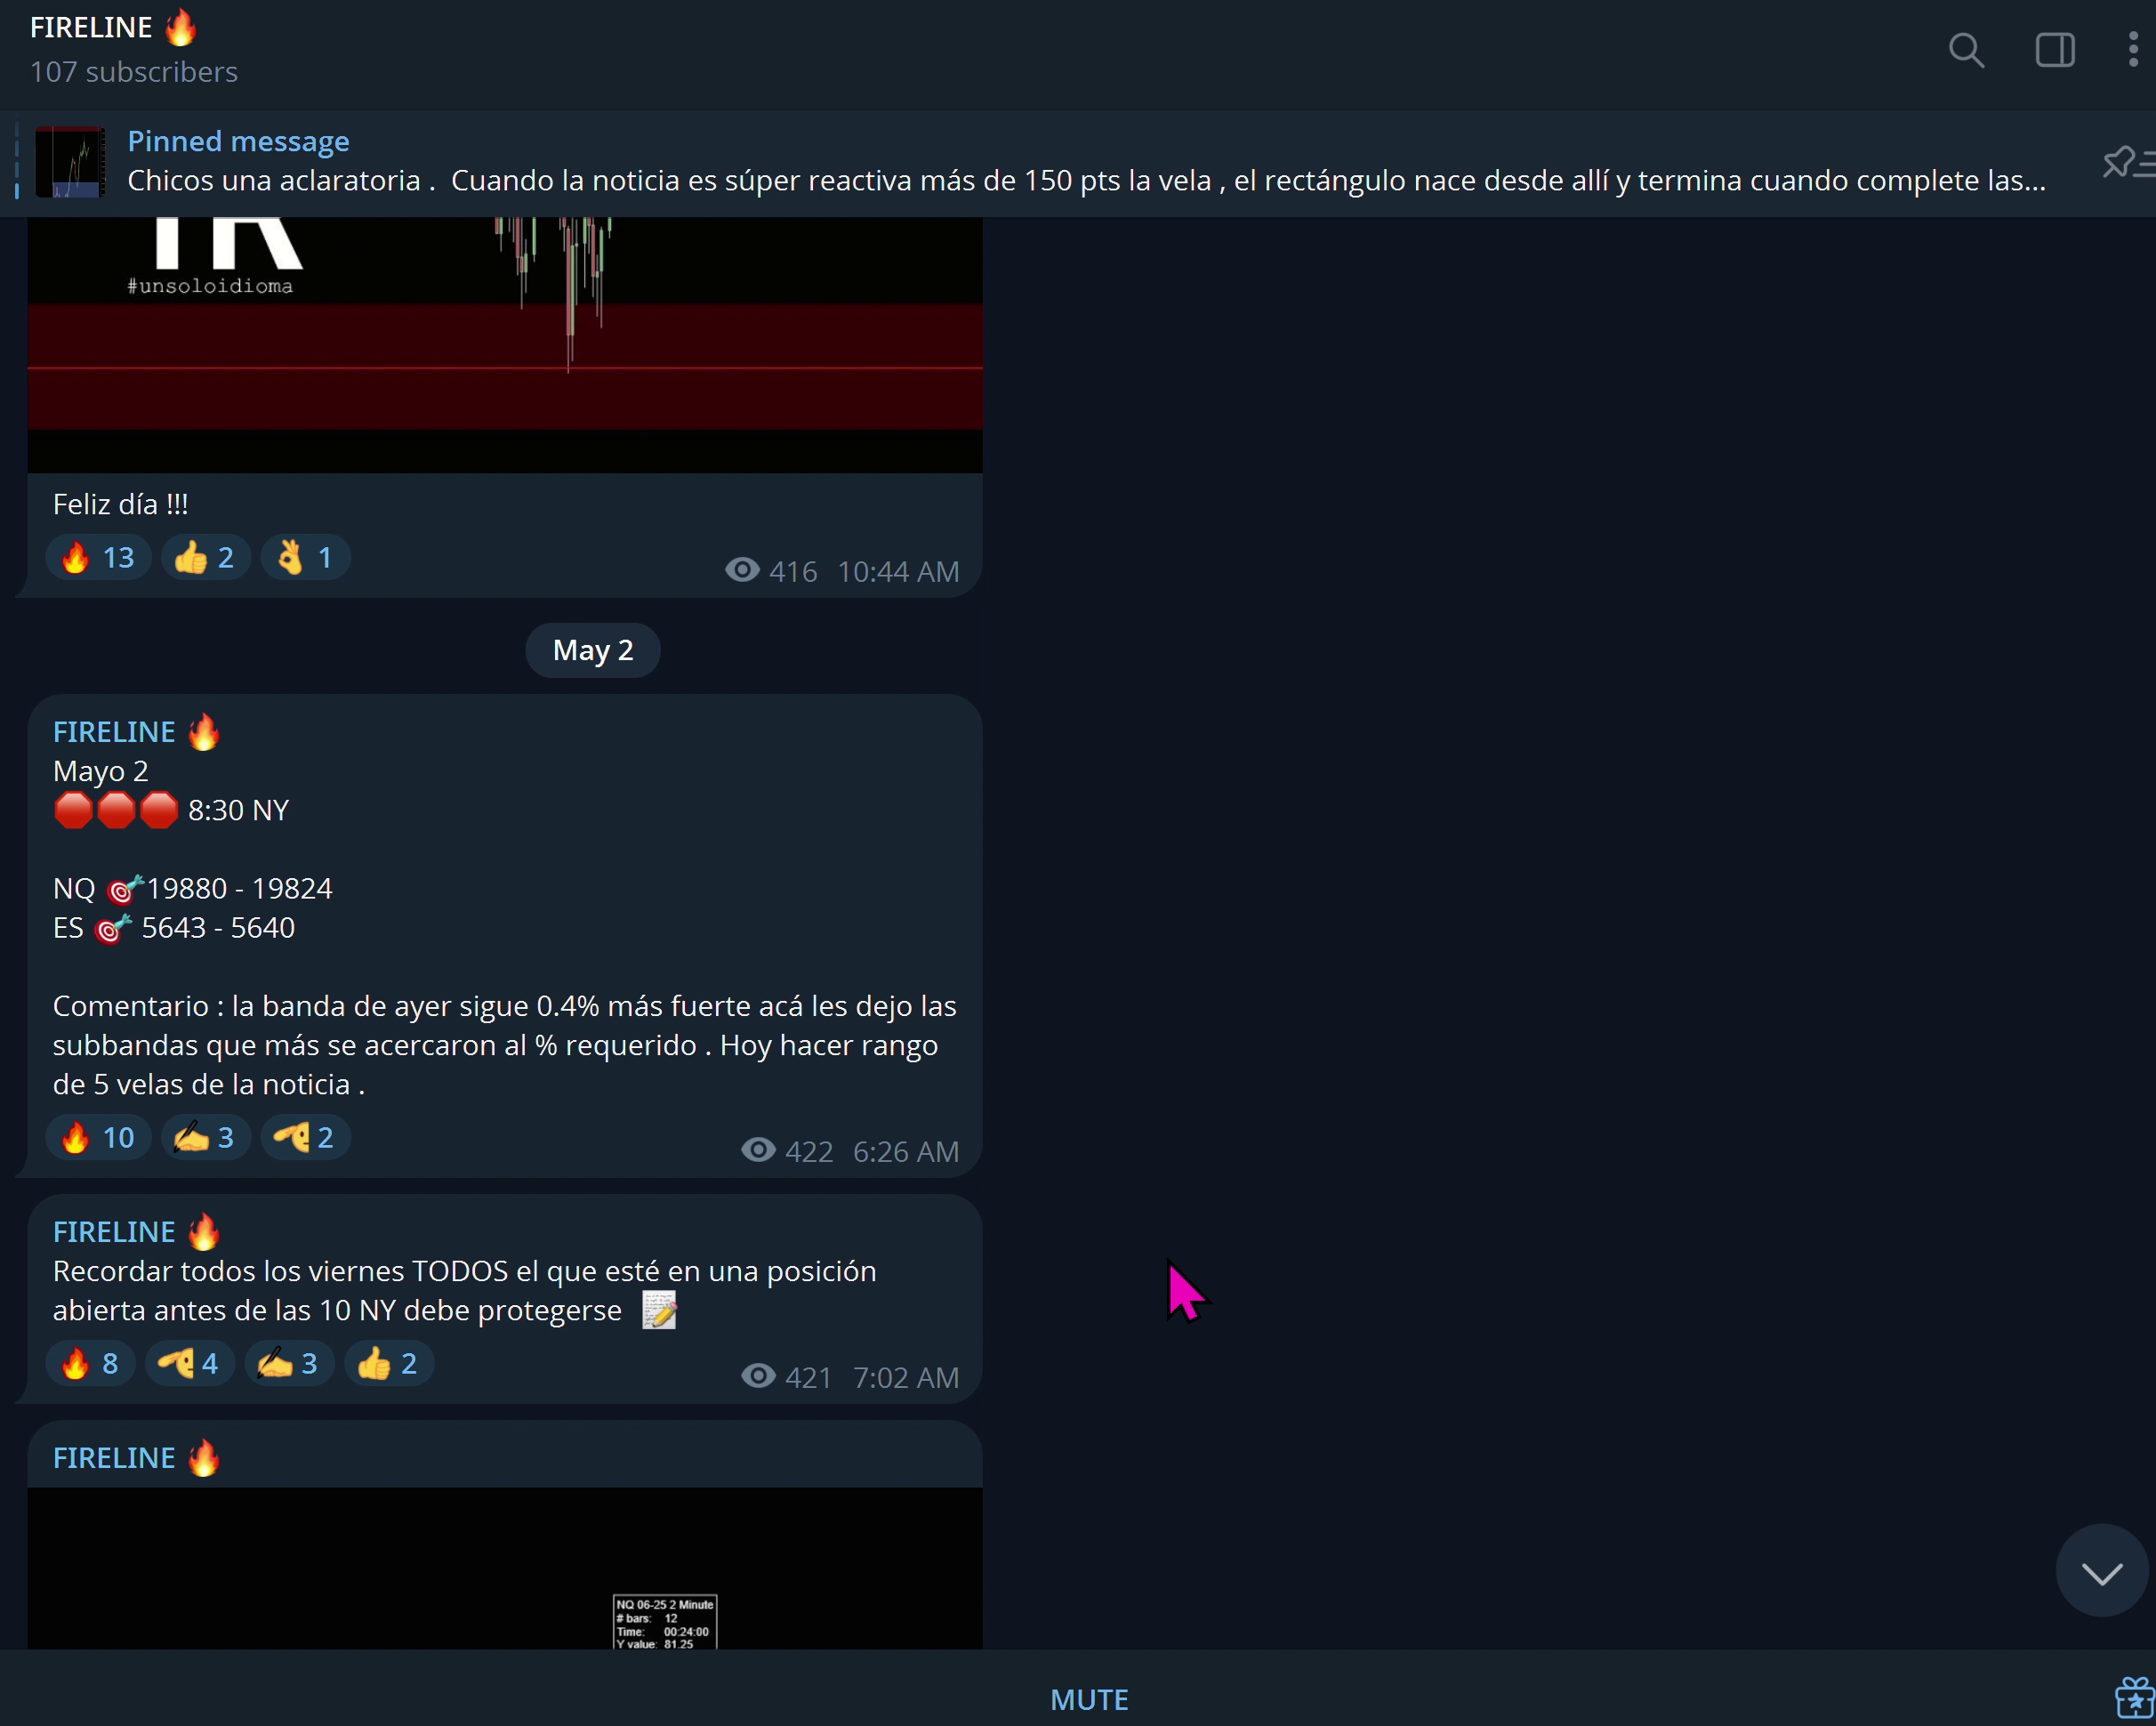 FIRELINE 🔥
107 subscribers
Pinned message
Chicos una aclaratoria .  Cuando la noticia es súper reactiva más de 150 pts la vela , el rectángulo nace desde allí y termina cuando complete las...
#unsoloidioma
Feliz día !!!
🔥 13 👍 2 👌 1
416 10:44 AM
May 2
FIRELINE 🔥
Mayo 2
🛑🛑🛑 8:30 NY
NQ 🎯19880 - 19824
ES 🎯 5643 - 5640
Comentario : la banda de ayer sigue 0.4% más fuerte acá les dejo las
subbandas que más se acercaron al % requerido . Hoy hacer rango
de 5 velas de la noticia .
🔥 10 ✍ 3 🫡 2
422 6:26 AM
FIRELINE 🔥
Recordar todos los viernes TODOS el que esté en una posición
abierta antes de las 10 NY debe protegerse 📝
🔥 8 🫡 4 ✍ 3 👍 2
421 7:02 AM
FIRELINE 🔥
NQ 06-25 2 Minute
# bars: 12
Time: 00:24:00
Y value: 81.25
MUTE